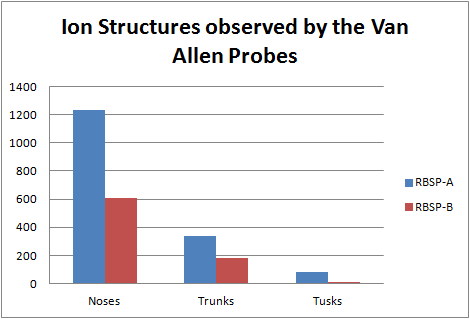 Ion Structures observed by the Van
Allen Probes
1400
1200
1000
800
600
400
200
0
Noses
Trunks
Tusks
RBSP-A
RBSP-B